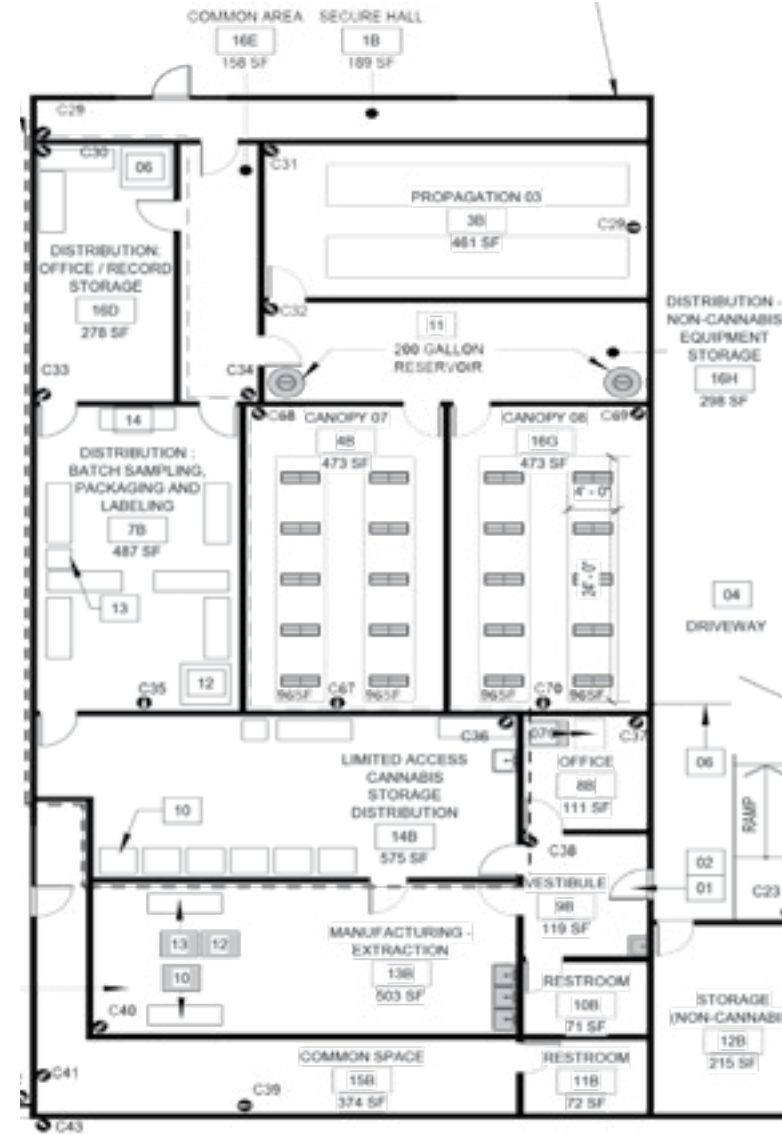 COMMON AREA
16E
158 SF
SECURE HALL
1B
189 SF
C29
C30
06
C31
PROPAGATION 03
3B
461 SF
C29
DISTRIBUTION:
OFFICE / RECORD
STORAGE
16D
278 SF
C32
11
200 GALLON
RESERVOIR
DISTRIBUTION -
NON-CANNABIS
EQUIPMENT
STORAGE
16H
298 SF
C33
C34
C68
CANOPY 07
4B
473 SF
CANOPY 08
16G
473 SF
C69
14
DISTRIBUTION :
BATCH SAMPLING,
PACKAGING AND
LABELING
7B
487 SF
13
12
C35
4' - 0"
24'- 0"
96SF
C67
96SF
96SF
C70
96SF
04
DRIVEWAY
C36
07
C37
LIMITED ACCESS
CANNABIS
STORAGE
DISTRIBUTION
14B
575 SF
OFFICE
8B
111 SF
06
RAMP
10
C38
02
01
C23
VESTIBULE
9B
119 SF
MANUFACTURING -
EXTRACTION
13B
503 SF
13
12
10
RESTROOM
10B
71 SF
STORAGE
12B
215 SF
C40
COMMON SPACE
15B
374 SF
RESTROOM
11B
72 SF
C41
C39
C43